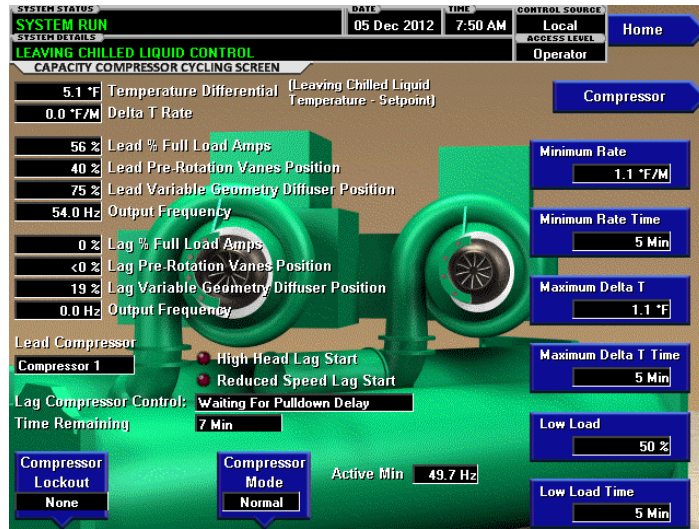 SYSTEM STATUS
SYSTEM RUN
DATE
05 Dec 2012
TIME
7:50 AM
CONTROL SOURCE
Local
Home
SYSTEM DETAILS
LEAVING CHILLED LIQUID CONTROL
ACCESS LEVEL
Operator
CAPACITY COMPRESSOR CYCLING SCREEN
5.1 °F Temperature Differential (Leaving Chilled Liquid
Temperature - Setpoint)
0.0 °F/M Delta T Rate
Compressor
56 % Lead % Full Load Amps
40 % Lead Pre-Rotation Vanes Position
75 % Lead Variable Geometry Diffuser Position
54.0 Hz Output Frequency
0 % Lag % Full Load Amps
<0 % Lag Pre-Rotation Vanes Position
19 % Lag Variable Geometry Diffuser Position
0.0 Hz Output Frequency
Lead Compressor
Compressor 1
High Head Lag Start
Reduced Speed Lag Start
Lag Compressor Control: Waiting For Pulldown Delay
Time Remaining 7 Min
Compressor
Lockout
None
Compressor
Mode
Normal
Active Min 49.7 Hz
Minimum Rate
1.1 °F/M
Minimum Rate Time
5 Min
Maximum Delta T
1.1 °F
Maximum Delta T Time
5 Min
Low Load
50 %
Low Load Time
5 Min